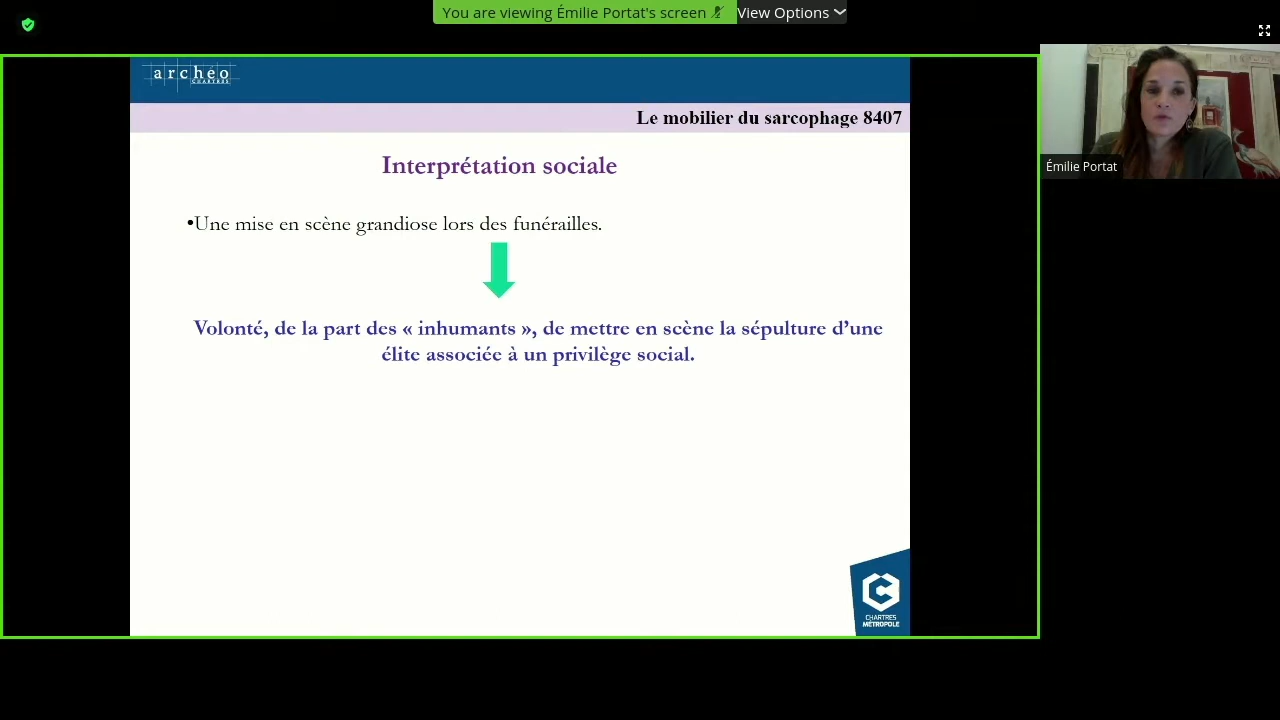 You are viewing Émilie Portat's screen
View Options
archéo
CHARTRES
Le mobilier du sarcophage 8407
Émilie Portat
Interprétation sociale
•Une mise en scène grandiose lors des funérailles.
Volonté, de la part des « inhumants », de mettre en scène la sépulture d’une
élite associée à un privilège social.
CHARTRES
MÉTROPOLE